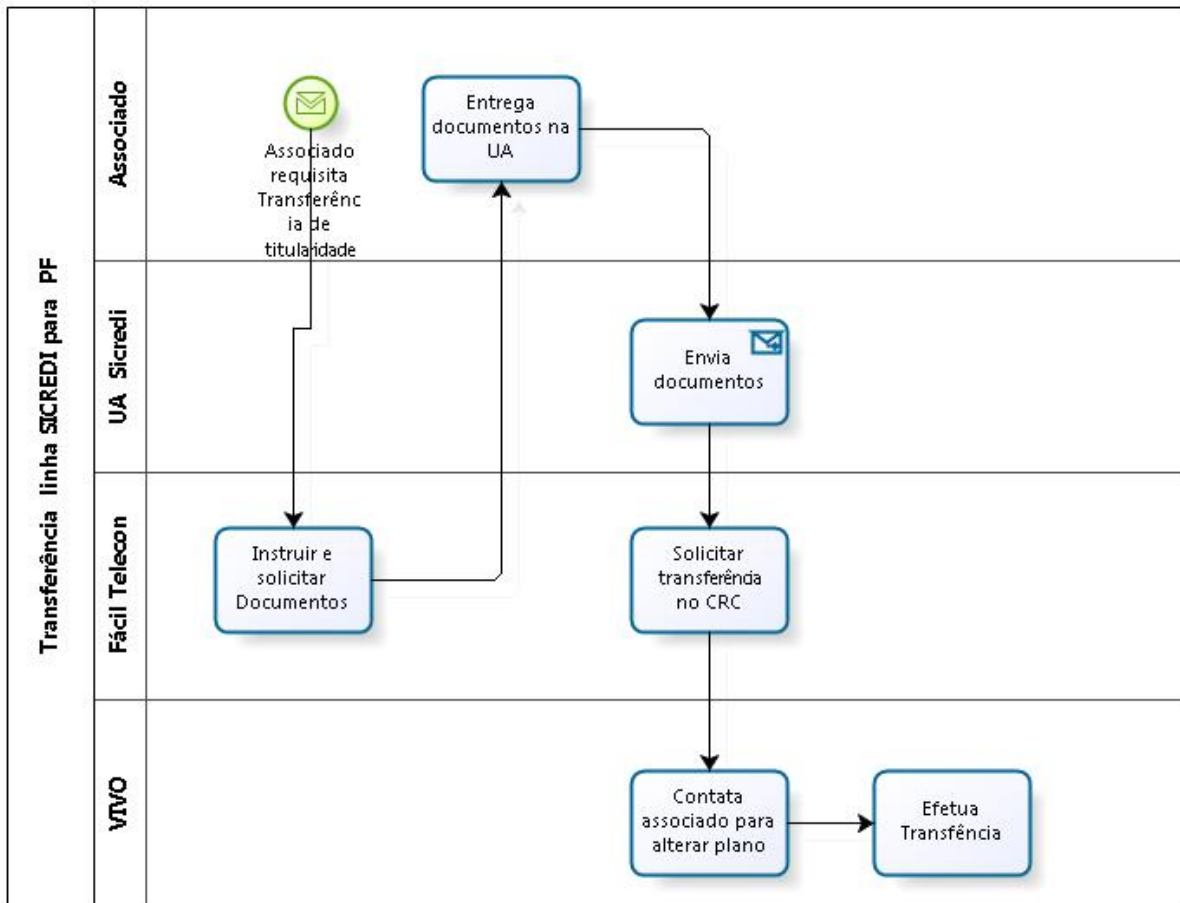 Transferência linha SICREDI para PF
Associado
Associado
requisita
Transferênc
ia de
titularidade
Entrega
documentos na
UA
UA Sicredi
Envia
documentos
Fácil Telecon
Instruir e
solicitar
Documentos
Solicitar
transferência
no CRC
VIVO
Contata
associado para
alterar plano
Efetua
Transfência